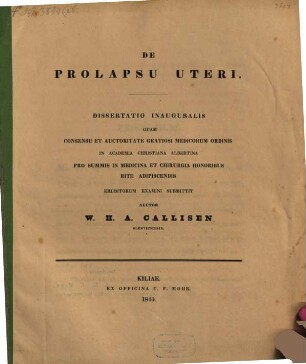 DE
PROLAPSU UTERI.
DISSERTATIO INAUGURALIS
QUAM
CONSENSU ET AUCTORITATE GRATIOSI MEDICORUM ORDINIS
IN ACADEMIA CHRISTIANA ALBERTINA
PRO SUMMIS IN MEDICINA ET CHIRURGIA HONORIBUS
RITE ADIPISCENDIS
ERUDITORUM EXAMINI SUBMITTIT
AUCTOR
W. H. A. CALLISEN,
KILIAE.
EX OFFICINA C. F. MOHR.